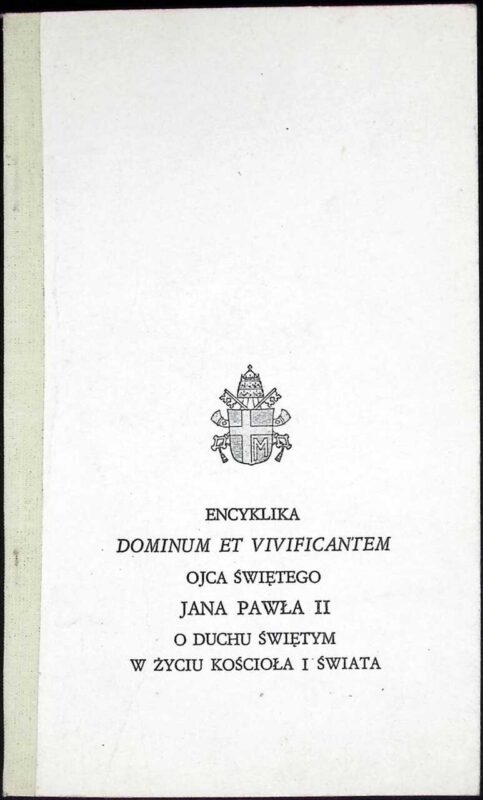 M
ENCYKLIKA
DOMINUM ET VIVIFICANTEM
OJCA ŚWIĘTEGO
JANA PAWŁA II
O DUCHU ŚWIĘTYM
W ŻYCIU KOŚCIOŁA I ŚWIATA